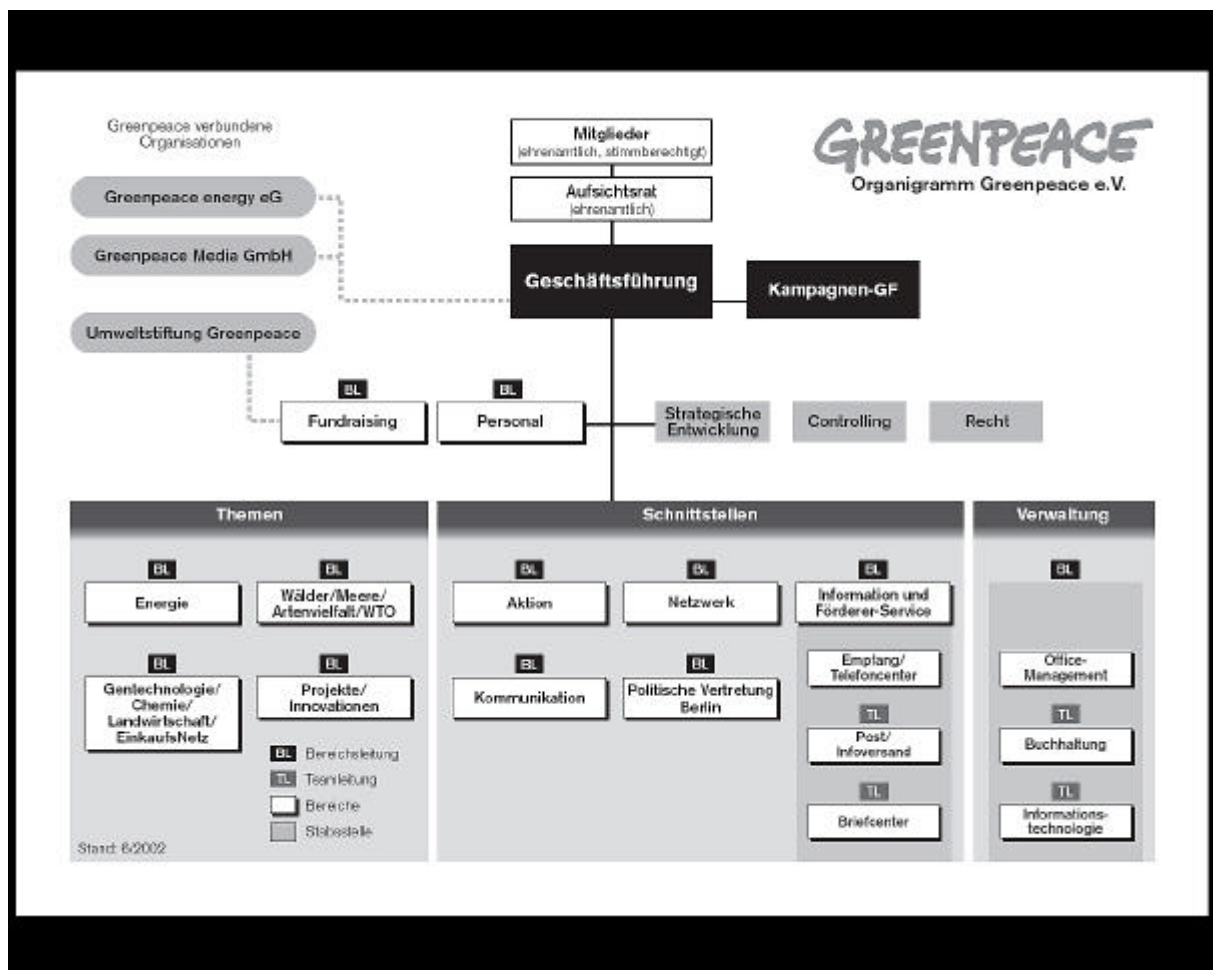 Greenpeace verbundene
Organisationen
Mitglieder
(ehrenamtlich, stimmberechtigt)
GREENPEACE
Organigramm Greenpeace e.V.
Aufsichtsrat
(ehrenamtlich)
Greenpeace energy eG
Greenpeace Media GmbH
Geschäftsführung
Kampagnen-GF
Umweltstiftung Greenpeace
BL
Fundraising
BL
Personal
Strategische
Entwicklung
Controlling
Recht
Themen
BL
Energie
BL
Wälder/Meere/
Artenvielfalt/WTO
BL
Gentechnologie/
Chemie/
Landwirtschaft/
EinkaufsNetz
BL
Projekte/
Innovationen
BL Bereichsleitung
TL Teamleitung
Bereiche
Stabsstelle
Stand: 6/2002
Schnittstellen
BL
Aktion
BL
Netzwerk
BL
Information und
Förderer-Service
BL
Kommunikation
BL
Politische Vertretung
Berlin
Empfang/
Telefoncenter
TL
Post/
Infoversand
TL
Briefcenter
Verwaltung
BL
Office-
Management
TL
Buchhaltung
TL
Informations-
technologie